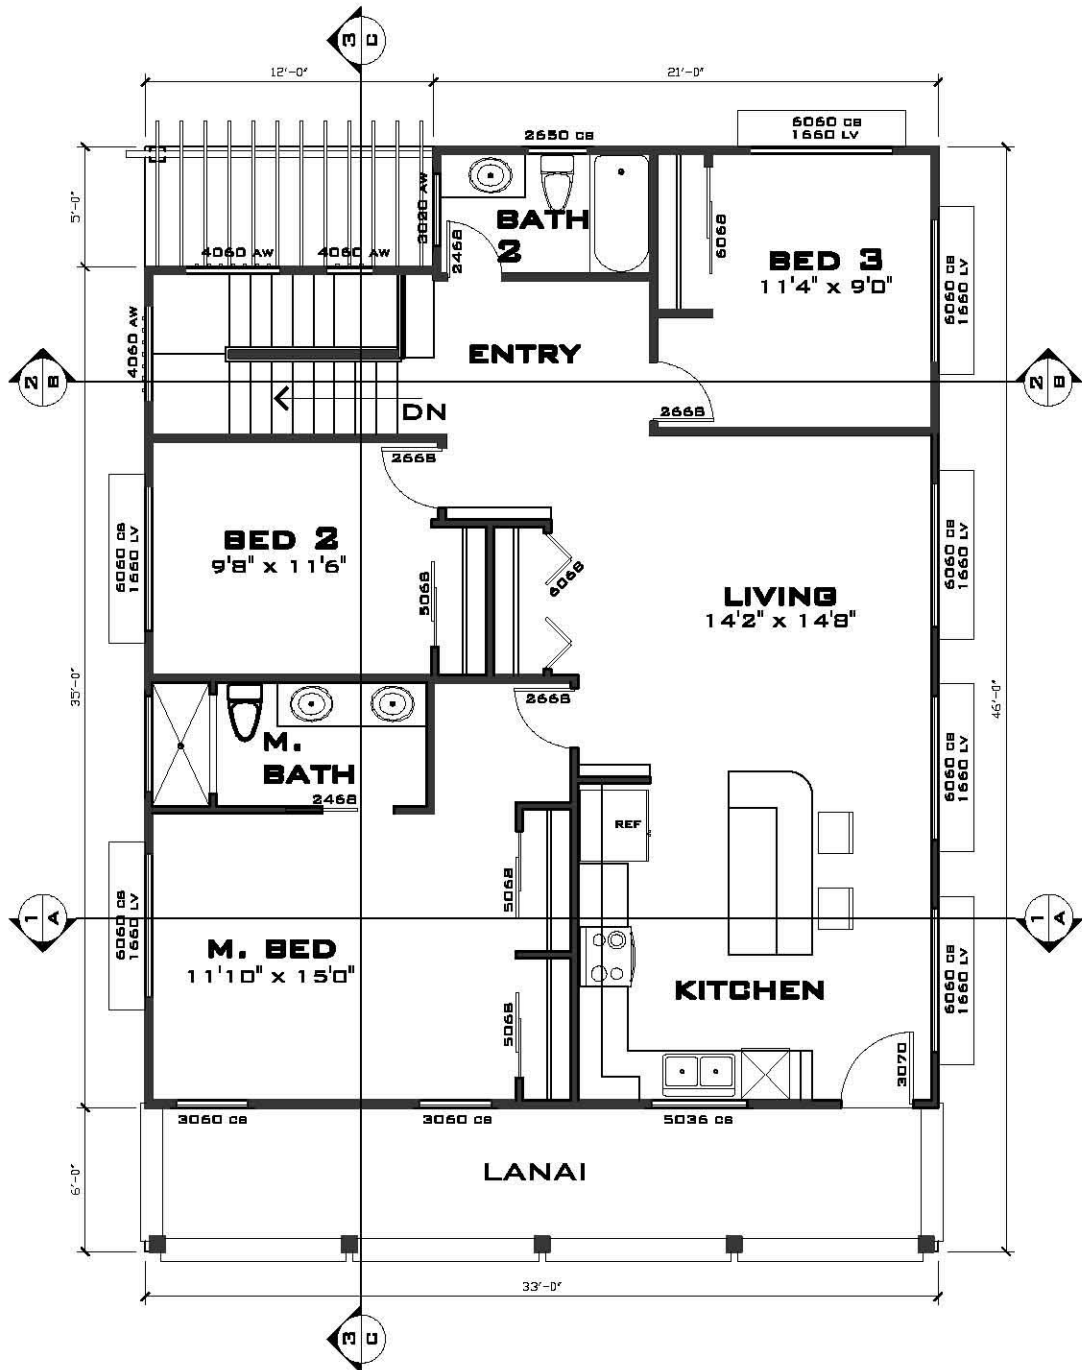 3
C
12'-0"
21'-0"
6060 CB
1660 LV
2650 CB
5'-0"
3020 AW
BATH
2
2468
6068
BED 3
11'4" x 9'0"
6060 CB
1660 LV
4060 AW
4060 AW
4060 AW
ENTRY
2
B
2
B
DN
2668
2668
6060 CB
1660 LV
BED 2
9'8" x 11'6"
5068
6068
LIVING
14'2" x 14'8"
6060 CB
1660 LV
35'-0"
46'-0"
2668
M.
BATH
2468
6060 CB
1660 LV
REF
5068
1
A
1
A
6060 CB
1660 LV
M. BED
11'10" x 15'0"
5068
KITCHEN
6060 CB
1660 LV
3070
3060 CB
3060 CB
5036 CB
LANAI
6'-0"
33'-0"
3
C